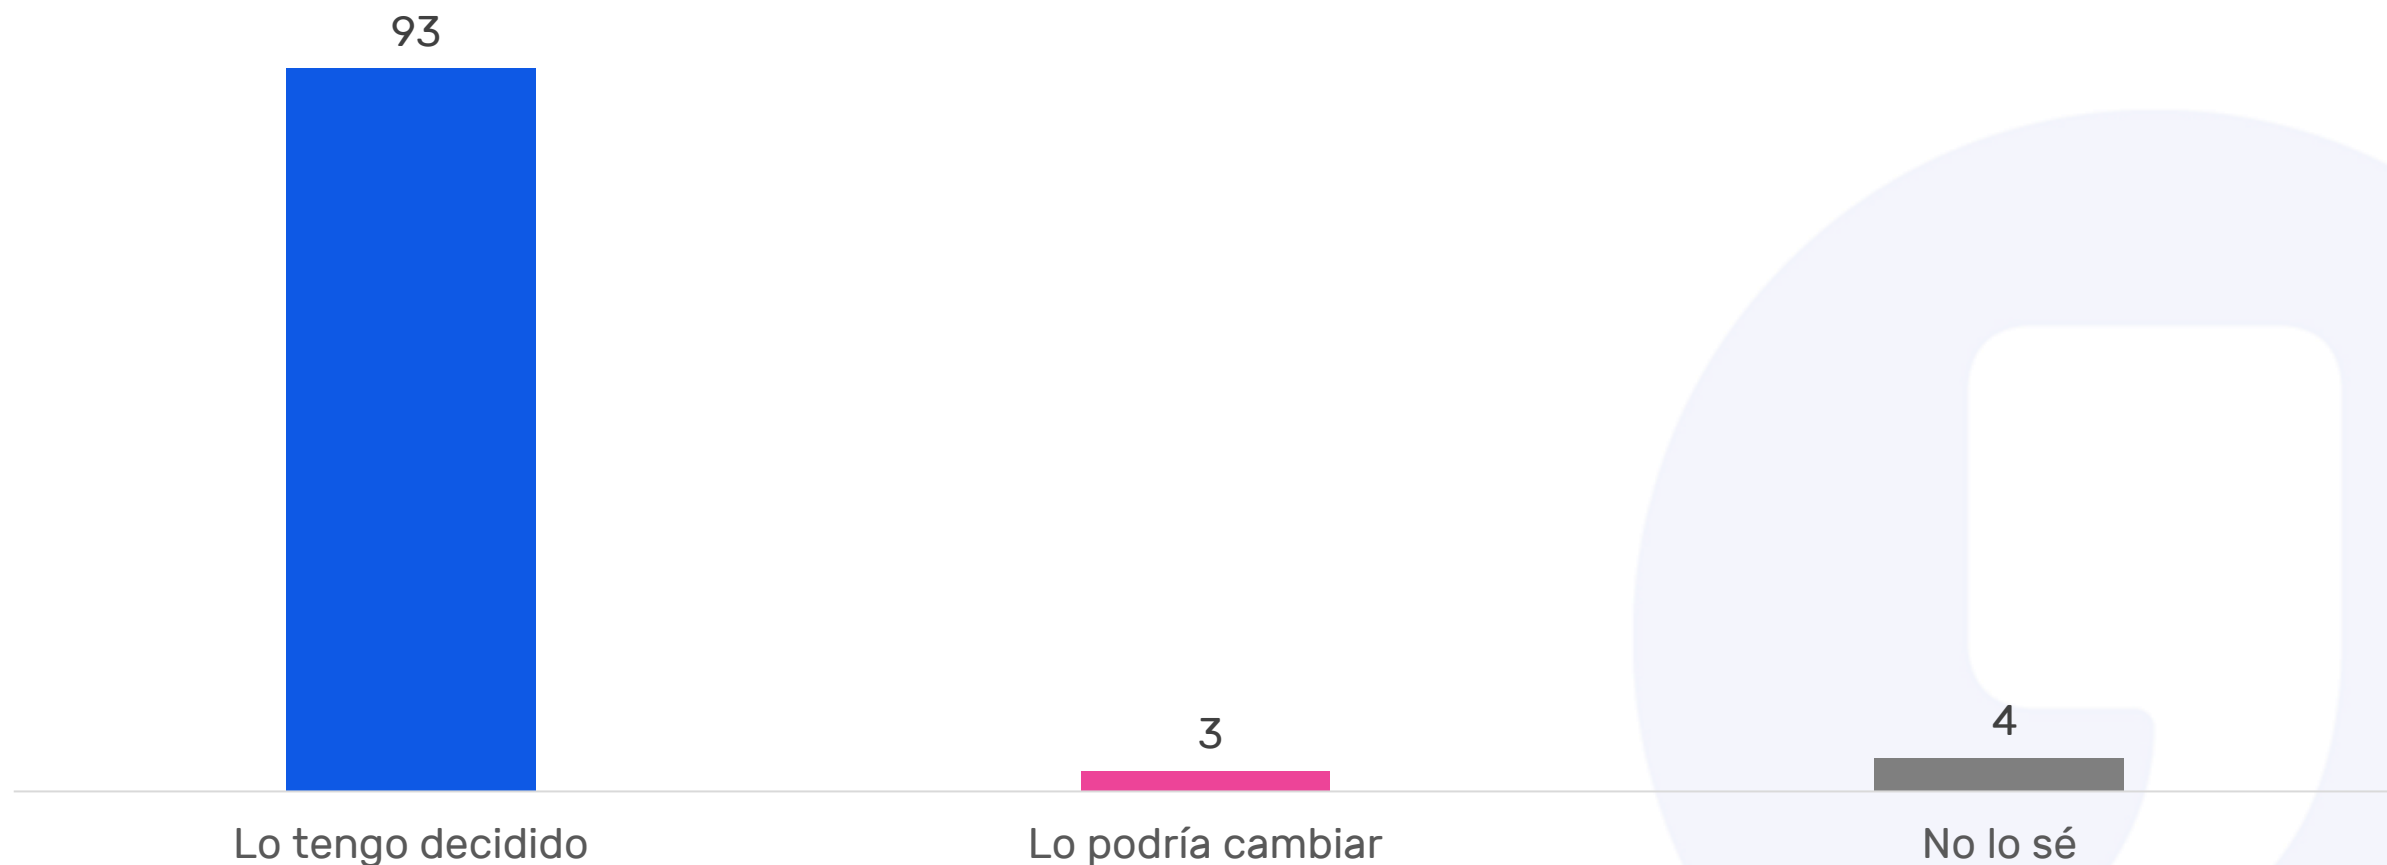 93
3
4
Lo tengo decidido
Lo podría cambiar
No lo sé